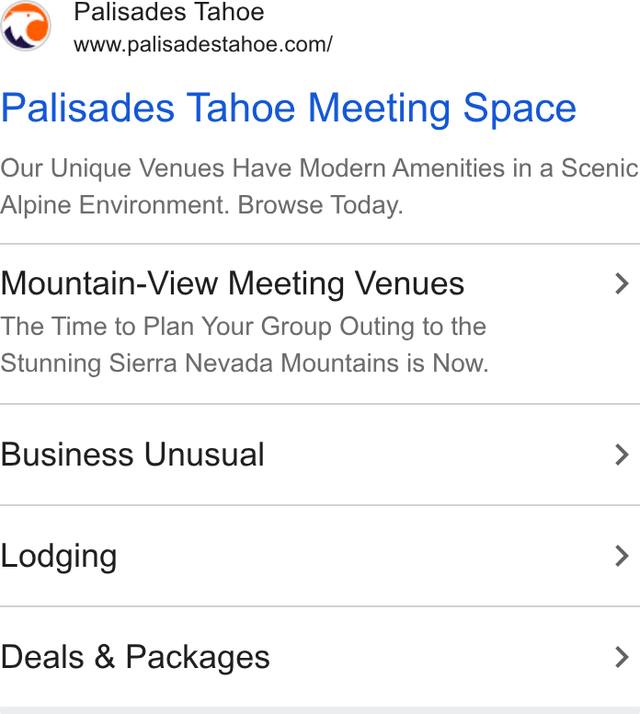 Palisades Tahoe
www.palisadestahoe.com/
Palisades Tahoe Meeting Space
Our Unique Venues Have Modern Amenities in a Scenic
Alpine Environment. Browse Today.
Mountain-View Meeting Venues
The Time to Plan Your Group Outing to the
Stunning Sierra Nevada Mountains is Now.
Business Unusual
Lodging
Deals & Packages